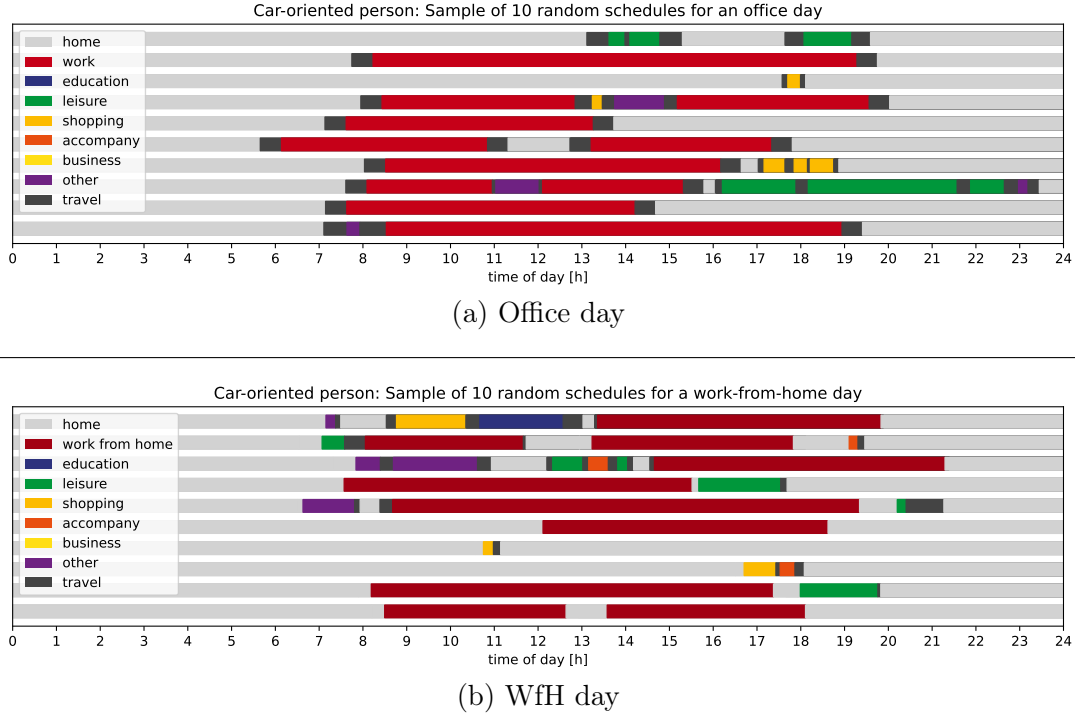 Car-oriented person: Sample of 10 random schedules for an office day
home
work
education
leisure
shopping
accompany
business
other
travel
0 1 2 3 4 5 6 7 8 9 10 11 12 13 14 15 16 17 18 19 20 21 22 23 24
time of day [h]
(a) Office day
Car-oriented person: Sample of 10 random schedules for a work-from-home day
home
work from home
education
leisure
shopping
accompany
business
other
travel
0 1 2 3 4 5 6 7 8 9 10 11 12 13 14 15 16 17 18 19 20 21 22 23 24
time of day [h]
(b) WfH day